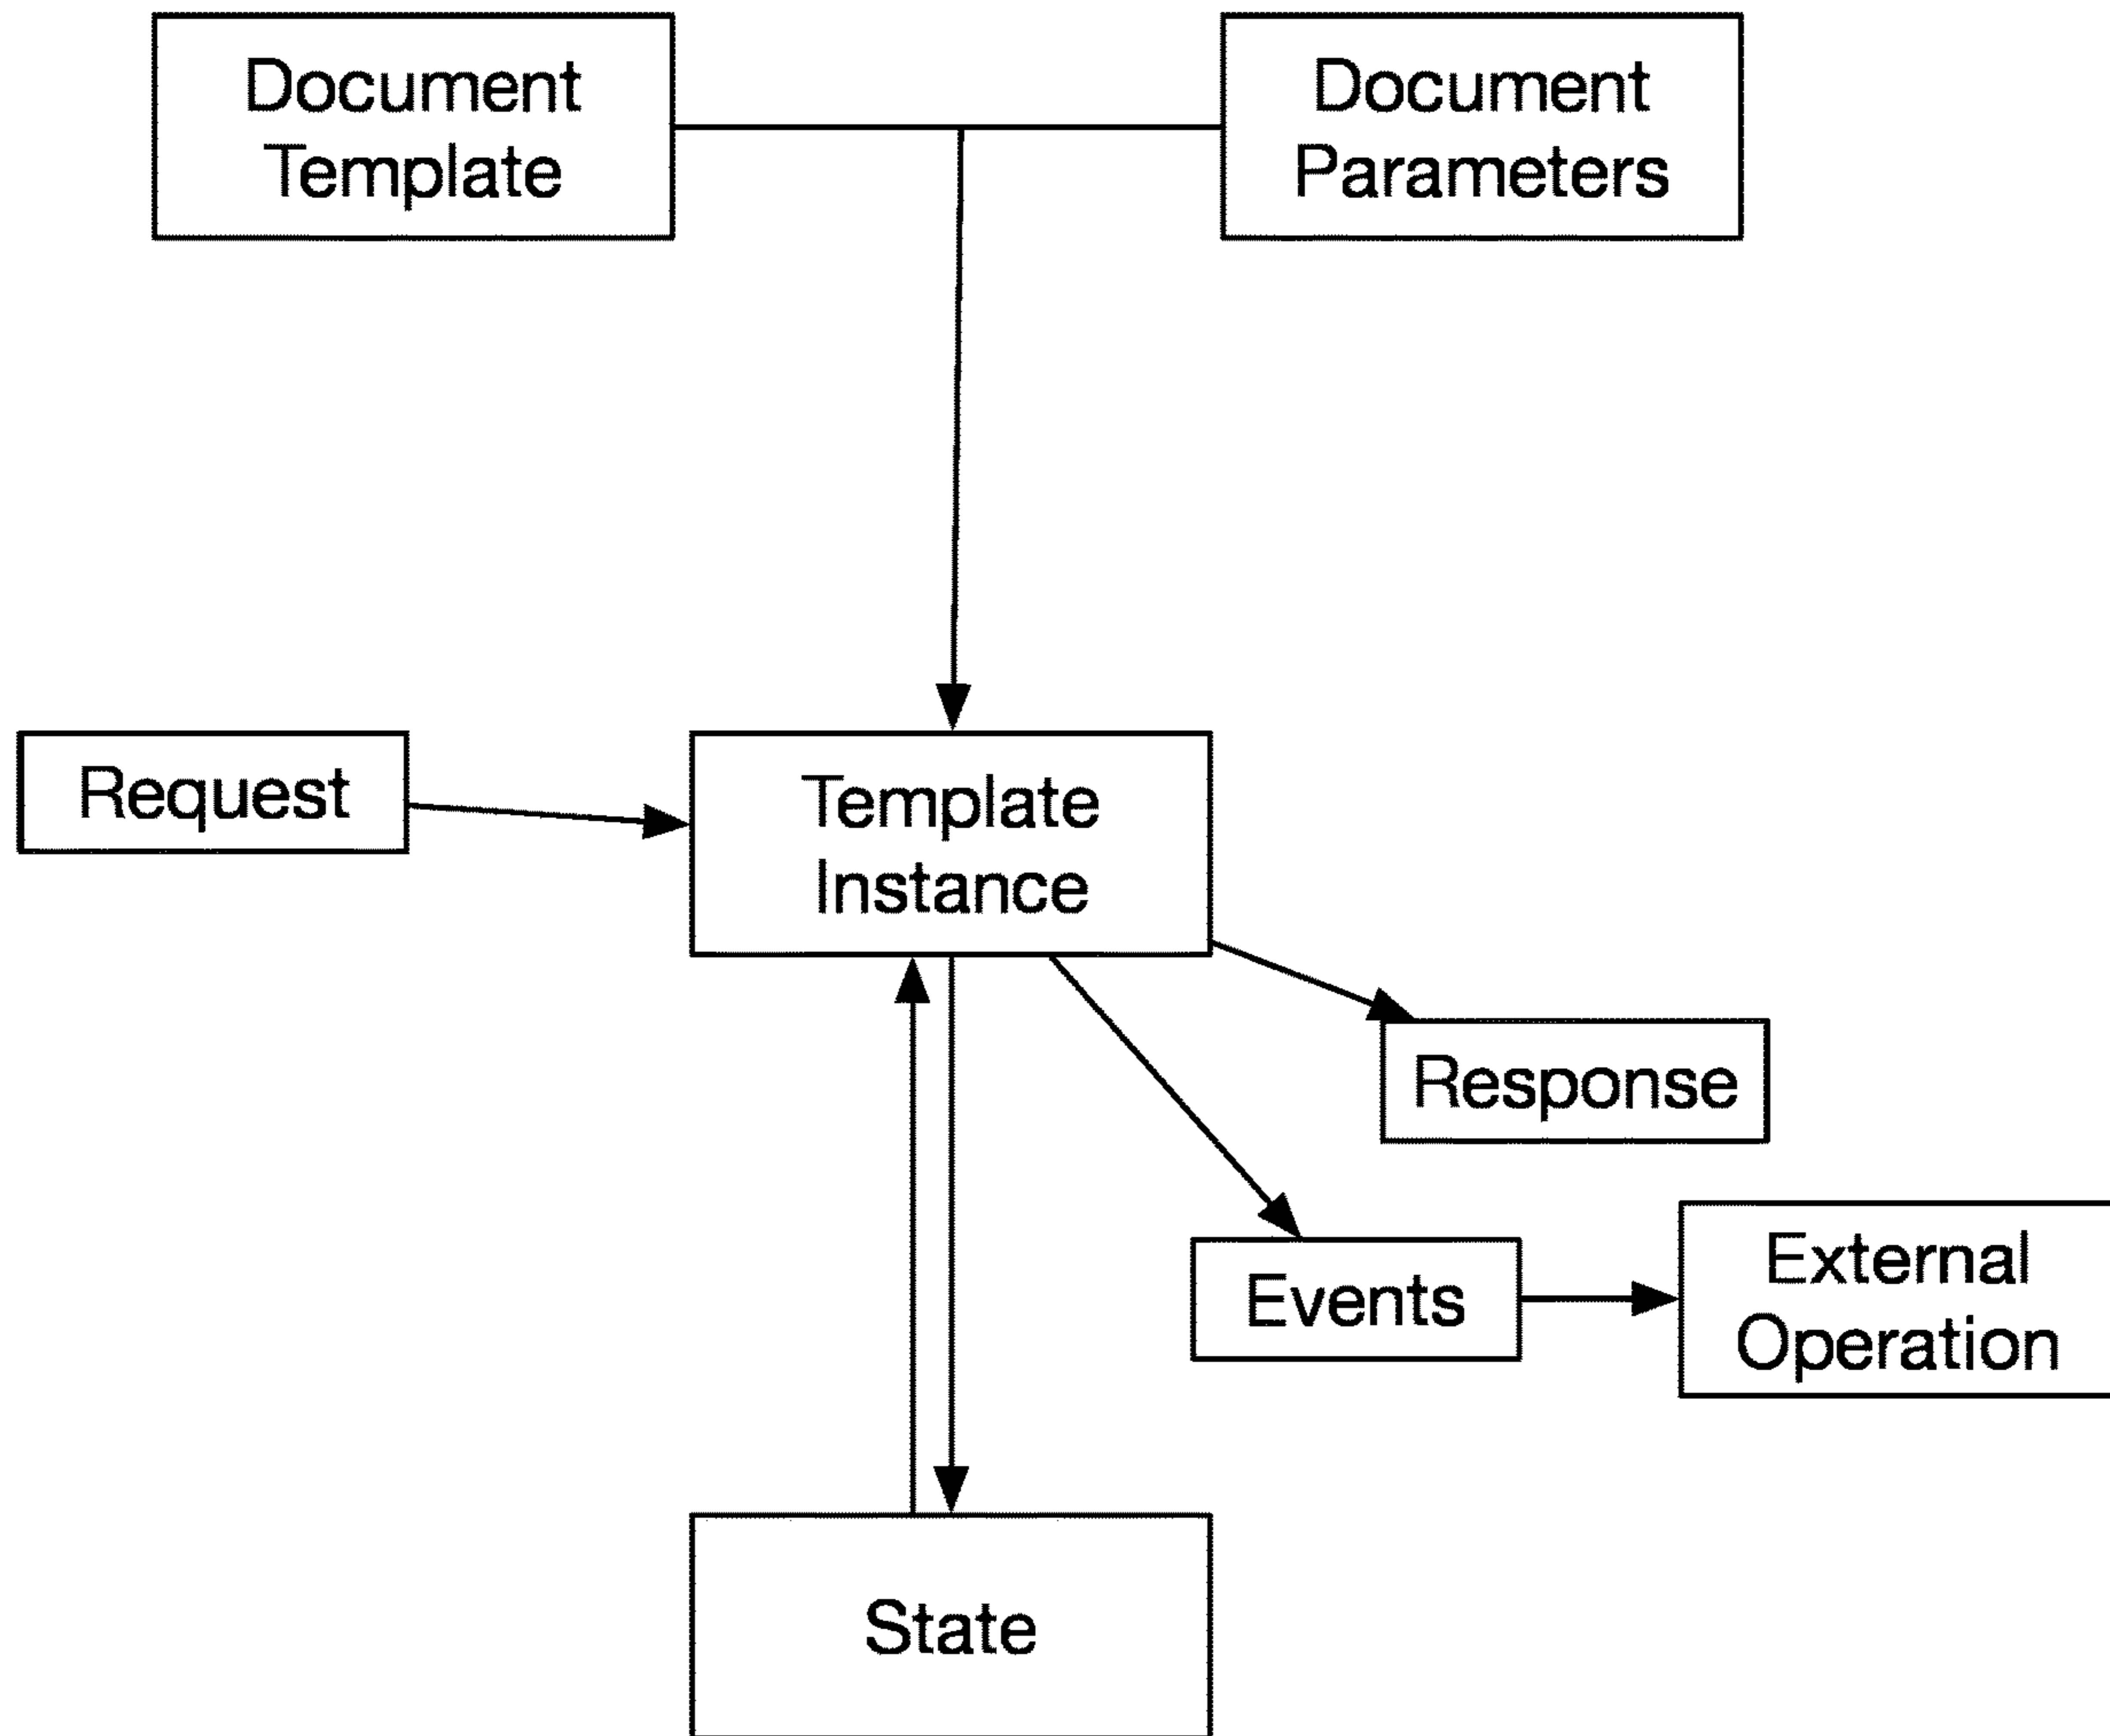 Document
Template
Document
Parameters
Request
Template
Instance
Response
Events
External
Operation
State